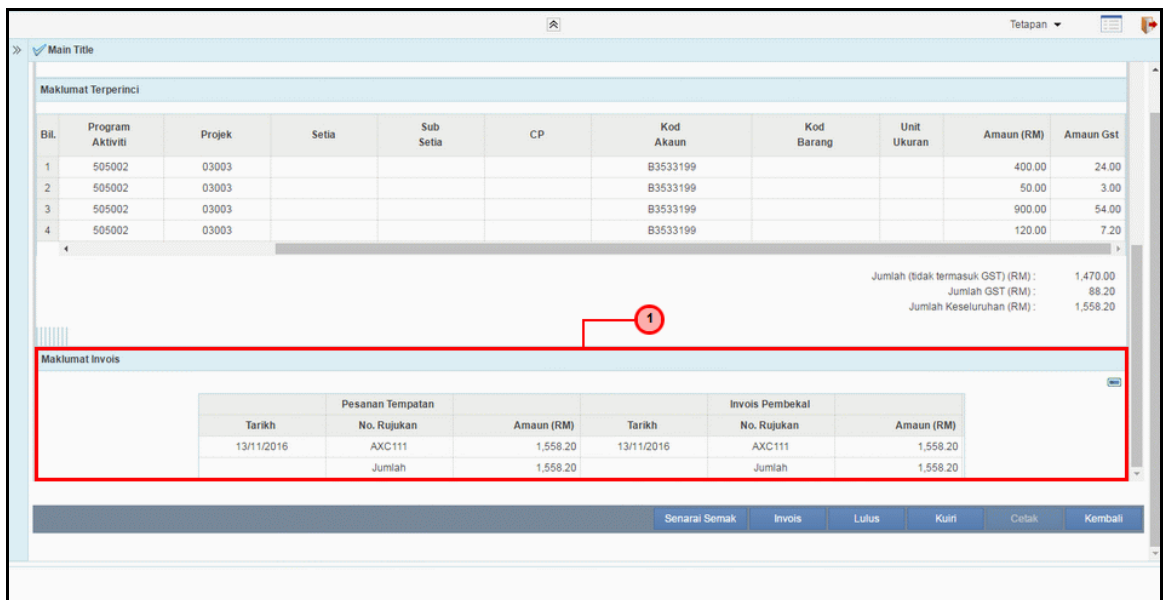 Tetapan
Main Title
Maklumat Terperinci
Bil. Program Aktiviti Projek Setia Sub Setia CP Kod Akaun Kod Barang Unit Ukuran Amaun (RM) Amaun Gst
1 505002 03003 B3533199 400.00 24.00
2 505002 03003 B3533199 50.00 3.00
3 505002 03003 B3533199 900.00 54.00
4 505002 03003 B3533199 120.00 7.20
Jumlah (tidak termasuk GST) (RM) : 1,470.00
Jumlah GST (RM) : 88.20
Jumlah Keseluruhan (RM) : 1,558.20
1
Maklumat Invois
Pesanan Tempatan Invois Pembekal
Tarikh No. Rujukan Amaun (RM) Tarikh No. Rujukan Amaun (RM)
13/11/2016 AXC111 1,558.20 13/11/2016 AXC111 1,558.20
Jumlah 1,558.20 Jumlah 1,558.20
Senarai Semak Invois Lulus Kuiri Cetak Kembali